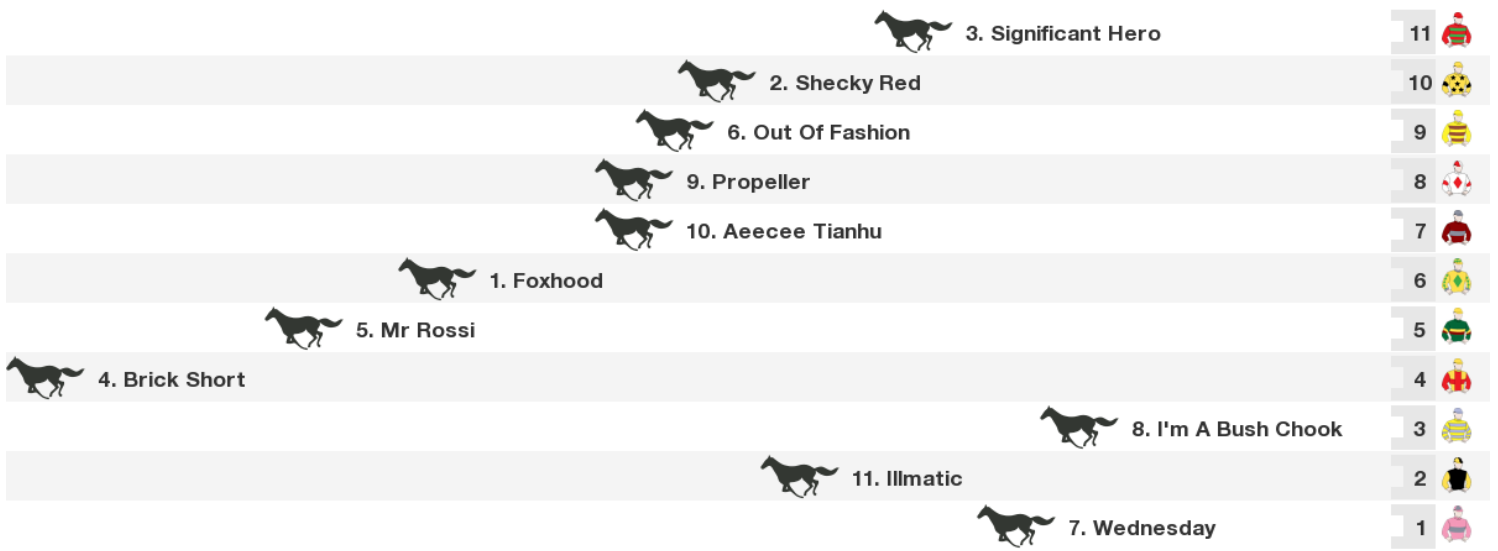 3. Significant Hero 11
2. Shecky Red 10
6. Out Of Fashion 9
9. Propeller 8
10. Aeecee Tianhu 7
1. Foxhood 6
5. Mr Rossi 5
4. Brick Short 4
8. I'm A Bush Chook 3
11. Illmatic 2
7. Wednesday 1